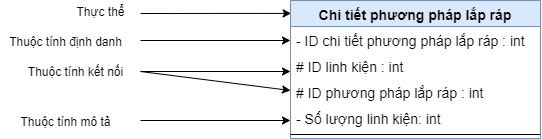 Thực thể
Chi tiết phương pháp lắp ráp
Thuộc tính định danh
- ID chi tiết phương pháp lắp ráp : int
Thuộc tính kết nối
# ID linh kiện : int
# ID phương pháp lắp ráp : int
Thuộc tính mô tả
- Số lượng linh kiện: int